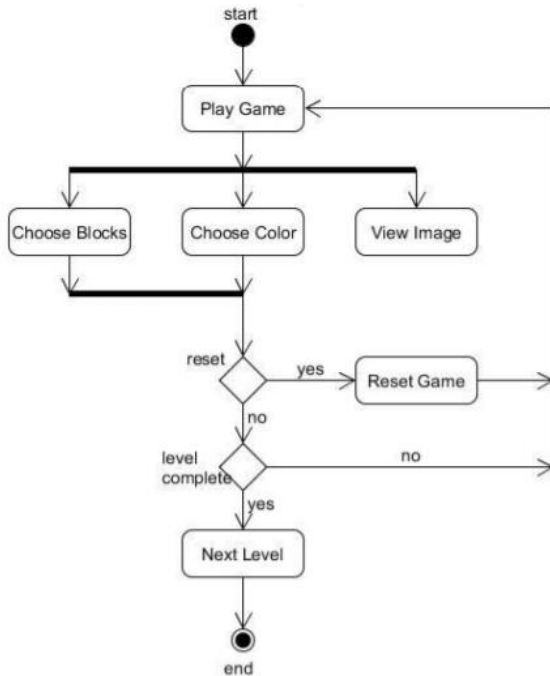 start
Play Game
Choose Blocks
Choose Color
View Image
reset
yes
Reset Game
no
level
complete
no
yes
Next Level
end